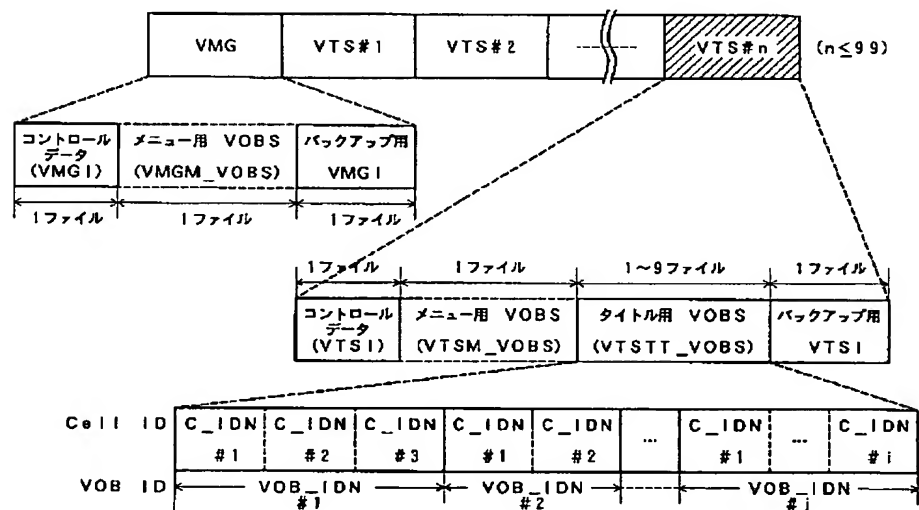 VMG VTS#1 VTS#2 ---------- VTS#n (n≤99)
コントロール メニュー用 VOBS バックアップ用
データ
(VMGI) (VMGM_VOBS) VMGI
1ファイル 1ファイル 1ファイル
1ファイル 1ファイル 1〜9ファイル 1ファイル
コントロール メニュー用 VOBS タイトル用 VOBS バックアップ用
データ
(VTSI) (VTSM_VOBS) (VTSTT_VOBS) VTSI
Cell ID C_IDN C_IDN C_IDN C_IDN C_IDN ... C_IDN ... C_IDN
#1 #2 #3 #1 #2 #1 #i
VOB ID VOB_IDN VOB_IDN VOB_IDN
#1 #2 #j